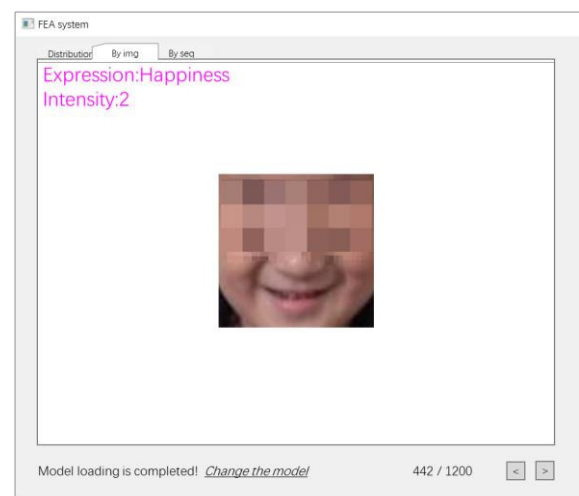 FEA system
Distribution By img By seq
Expression:Happiness
Intensity:2
Model loading is completed! Change the model 442 / 1200 < >